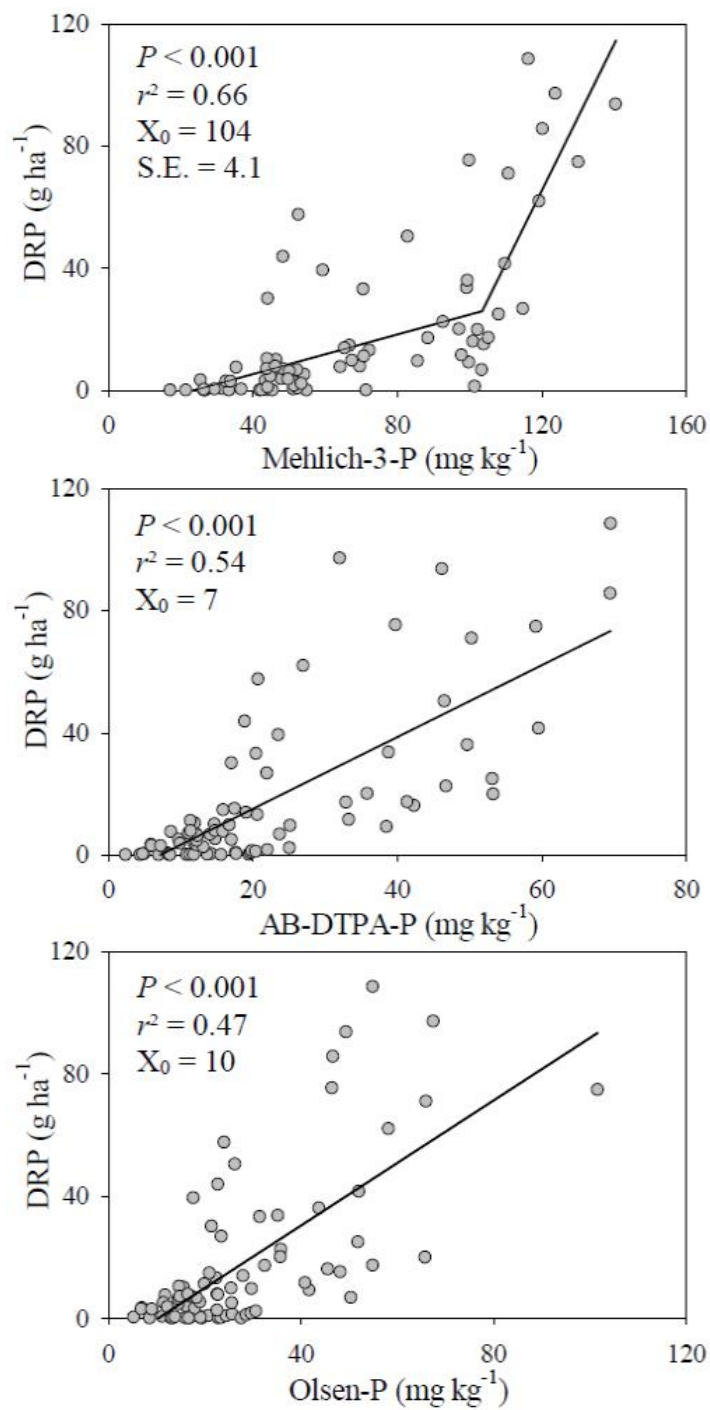 120
P < 0.001
r² = 0.66
X₀ = 104
S.E. = 4.1
80
40
0
DRP (g ha⁻¹)
0 40 80 120 160
Mehlich-3-P (mg kg⁻¹)
120
P < 0.001
r² = 0.54
X₀ = 7
80
40
0
DRP (g ha⁻¹)
0 20 40 60 80
AB-DTPA-P (mg kg⁻¹)
120
P < 0.001
r² = 0.47
X₀ = 10
80
40
0
DRP (g ha⁻¹)
0 40 80 120
Olsen-P (mg kg⁻¹)